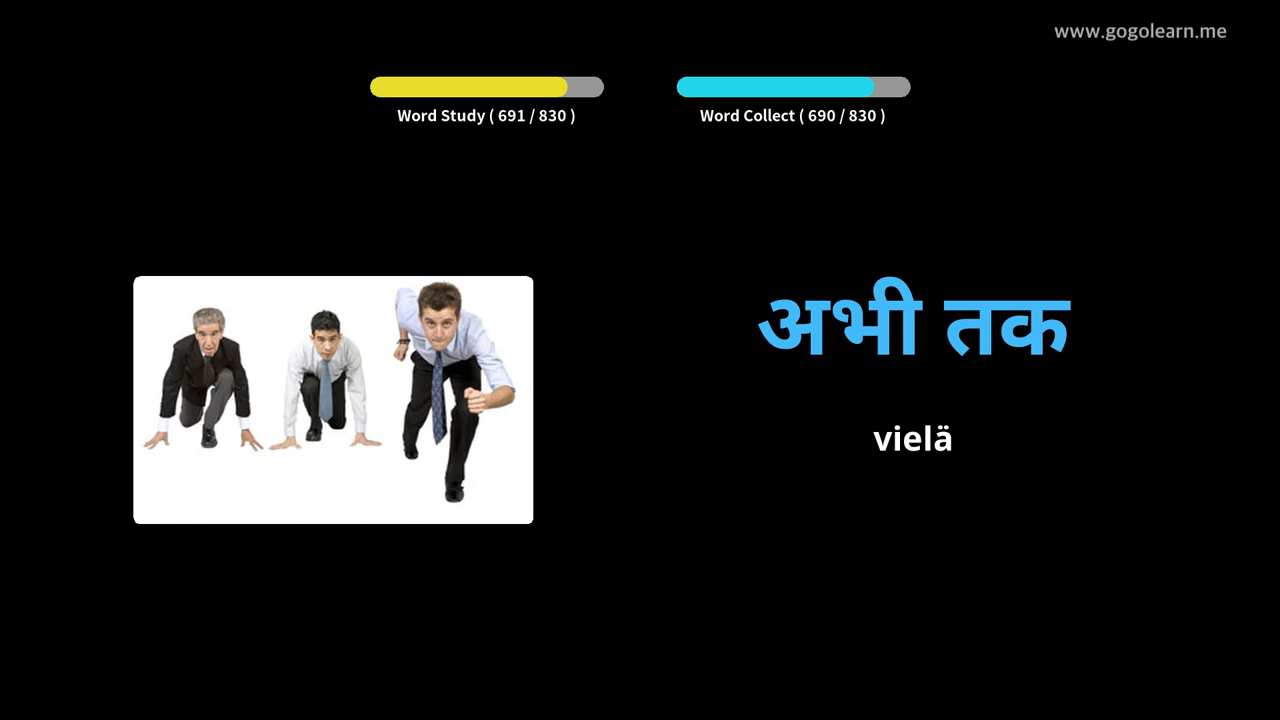 www.gogolearn.me
Word Study ( 691 / 830 )
Word Collect ( 690 / 830 )
अभी तक
vielä